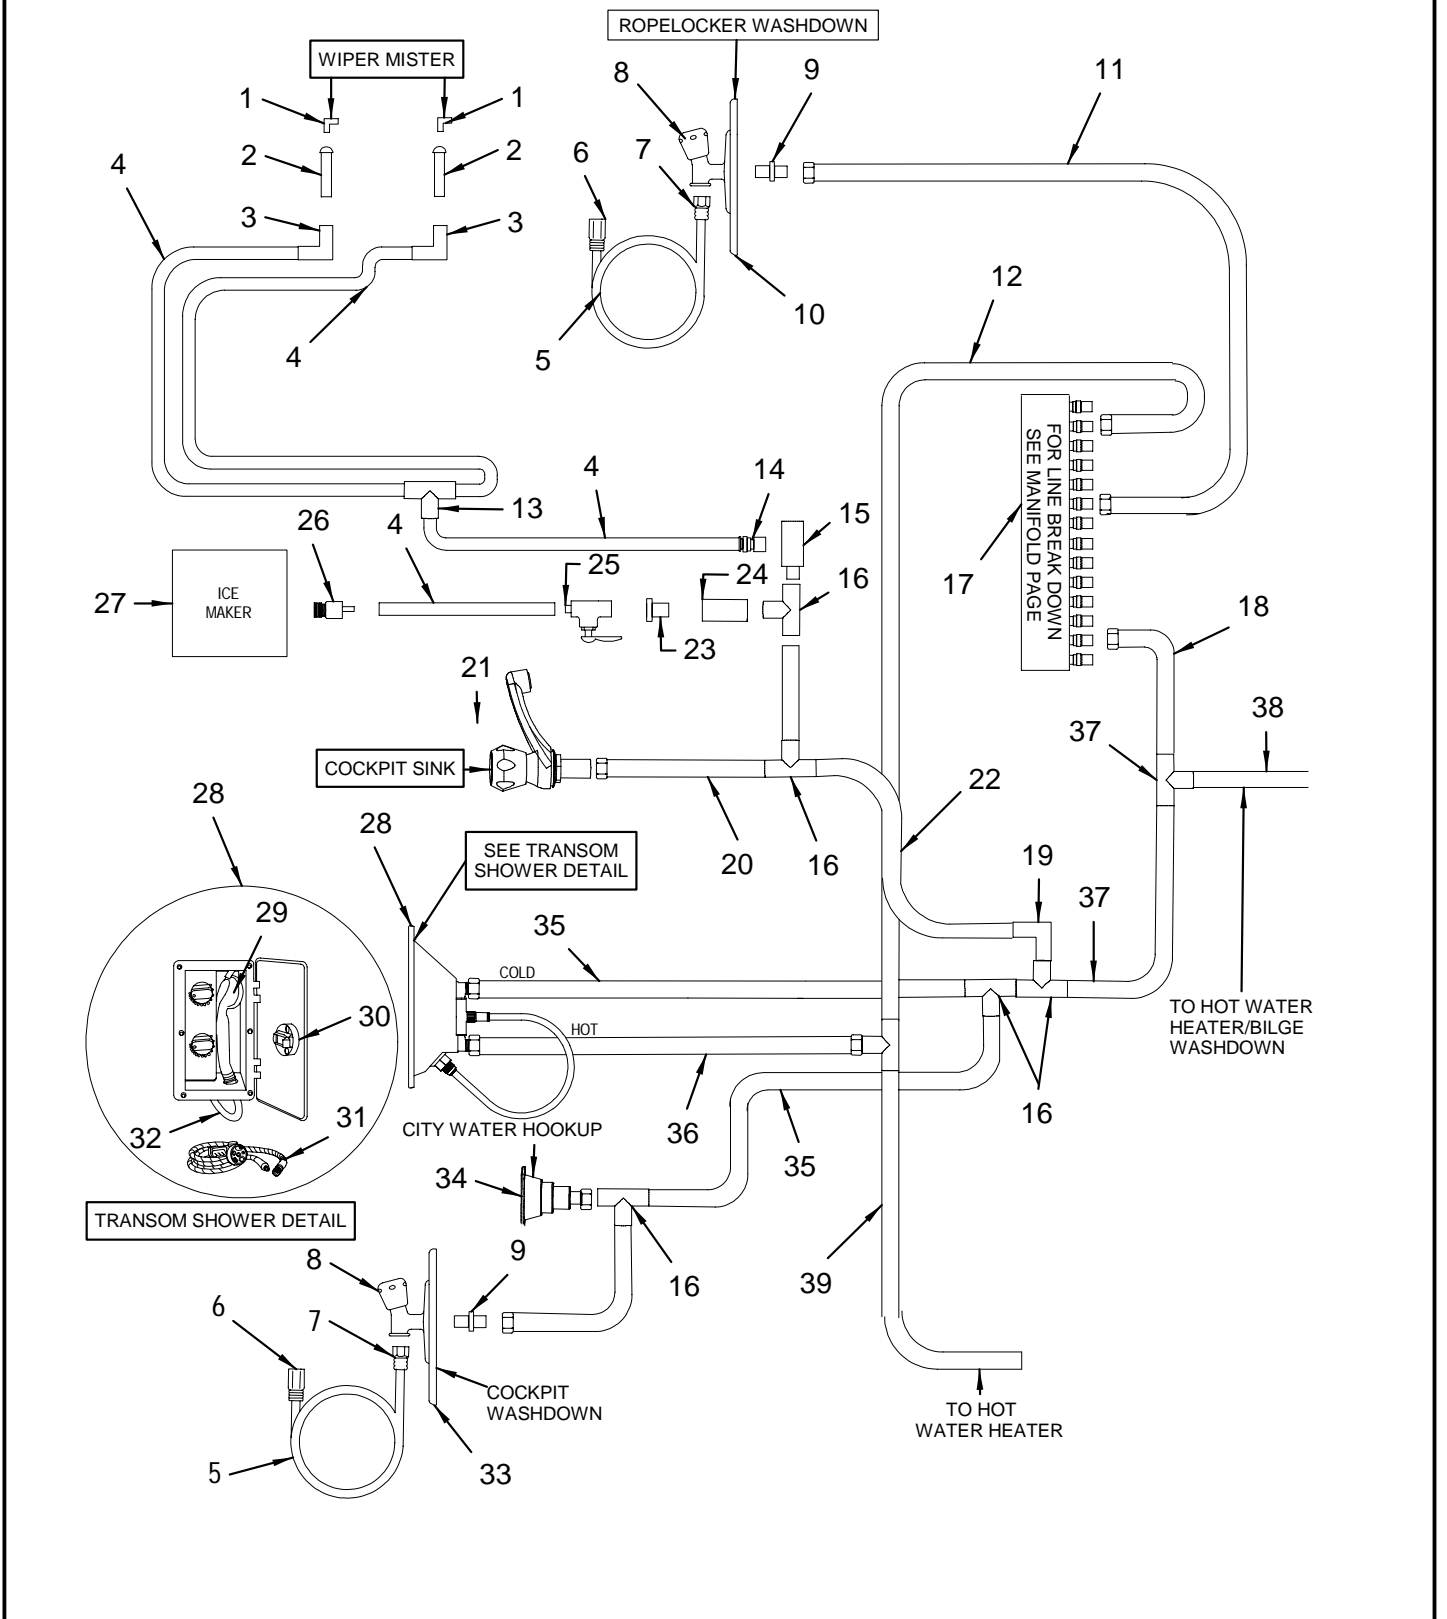 ROPELOCKER WASHDOWN
WIPER MISTER
8
9
11
1
1
6
7
2
2
4
3
3
10
12
5
4
4
14
13
4
15
26
25
24
16
17
FOR LINE BREAK DOWN
SEE MANIFOLD PAGE
27
ICE
MAKER
23
18
21
38
37
COCKPIT SINK
28
28
22
SEE TRANSOM
SHOWER DETAIL
20
16
19
29
35
37
COLD
TO HOT WATER
HEATER/BILGE
WASHDOWN
30
HOT
32
31
CITY WATER HOOKUP
36
35
16
34
TRANSOM SHOWER DETAIL
8
9
16
39
6
7
COCKPIT
WASHDOWN
TO HOT
WATER HEATER
5
33